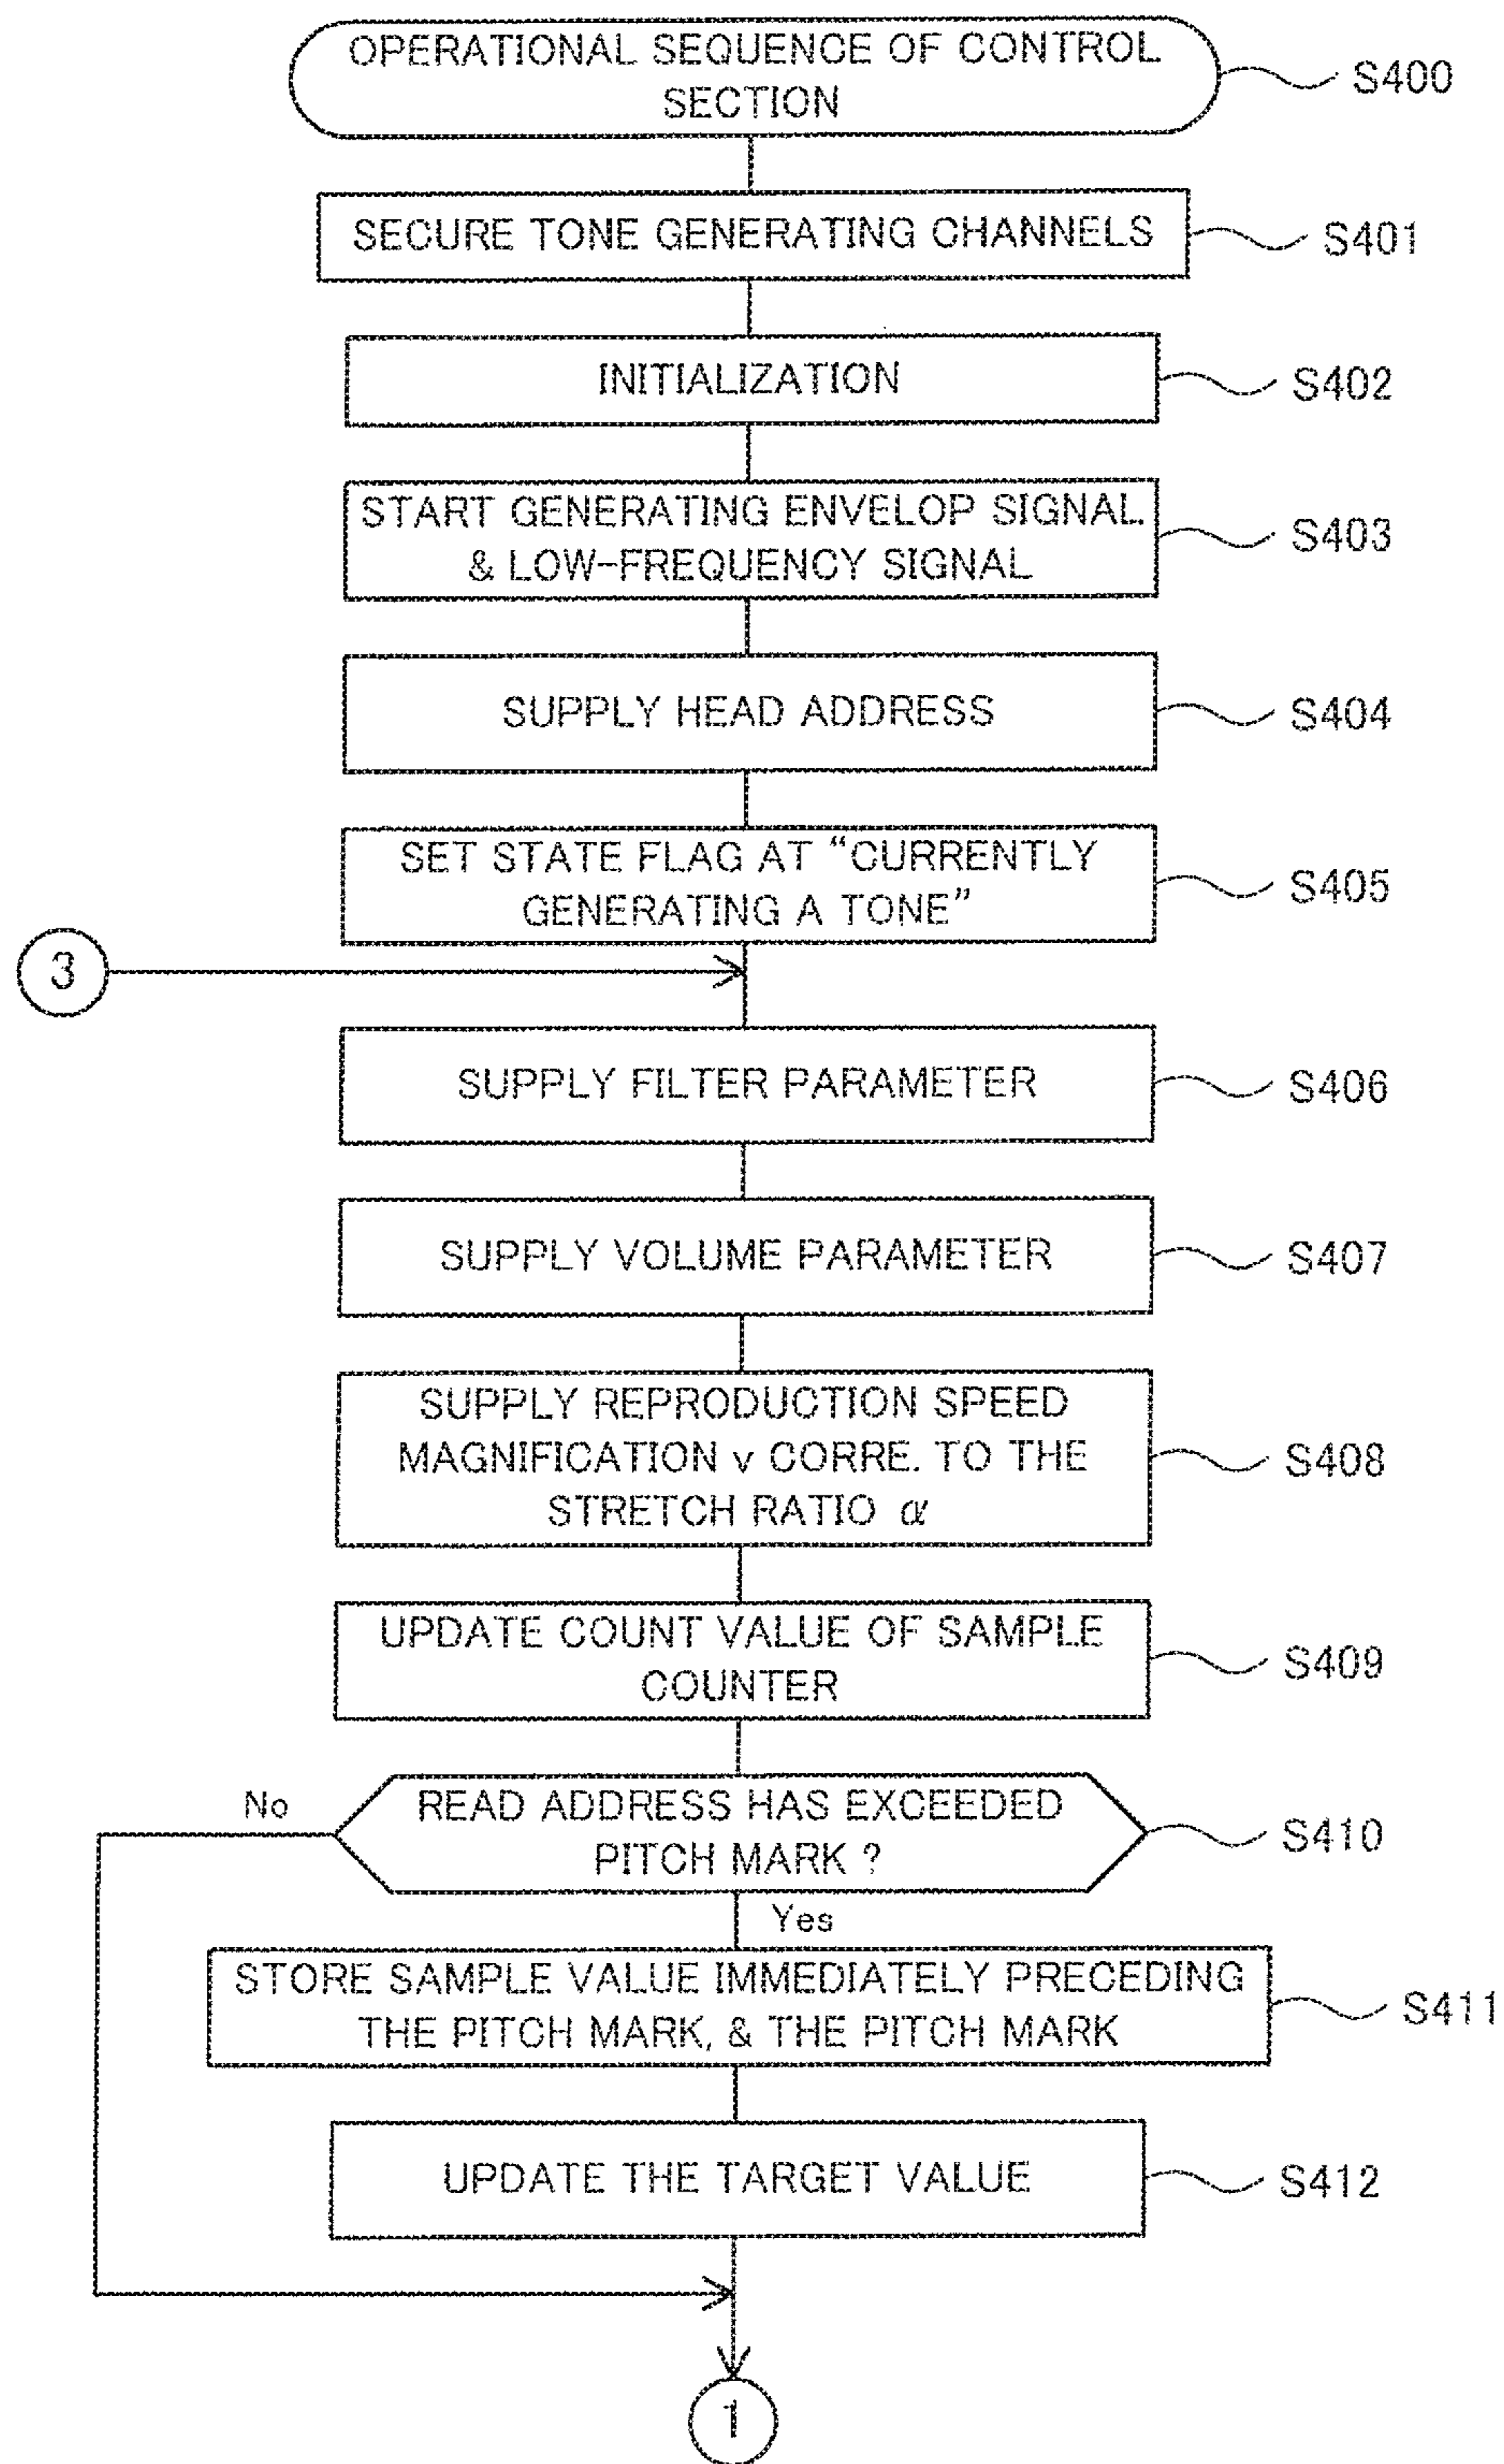 OPERATIONAL SEQUENCE OF CONTROL
SECTION
S400
SECURE TONE GENERATING CHANNELS
S401
INITIALIZATION
S402
START GENERATING ENVELOP SIGNAL
& LOW-FREQUENCY SIGNAL
S403
SUPPLY HEAD ADDRESS
S404
SET STATE FLAG AT “CURRENTLY
GENERATING A TONE”
S405
3
SUPPLY FILTER PARAMETER
S406
SUPPLY VOLUME PARAMETER
S407
SUPPLY REPRODUCTION SPEED
MAGNIFICATION v CORRE. TO THE
STRETCH RATIO α
S408
UPDATE COUNT VALUE OF SAMPLE
COUNTER
S409
No
READ ADDRESS HAS EXCEEDED
PITCH MARK ?
S410
Yes
STORE SAMPLE VALUE IMMEDIATELY PRECEDING
THE PITCH MARK, & THE PITCH MARK
S411
UPDATE THE TARGET VALUE
S412
1